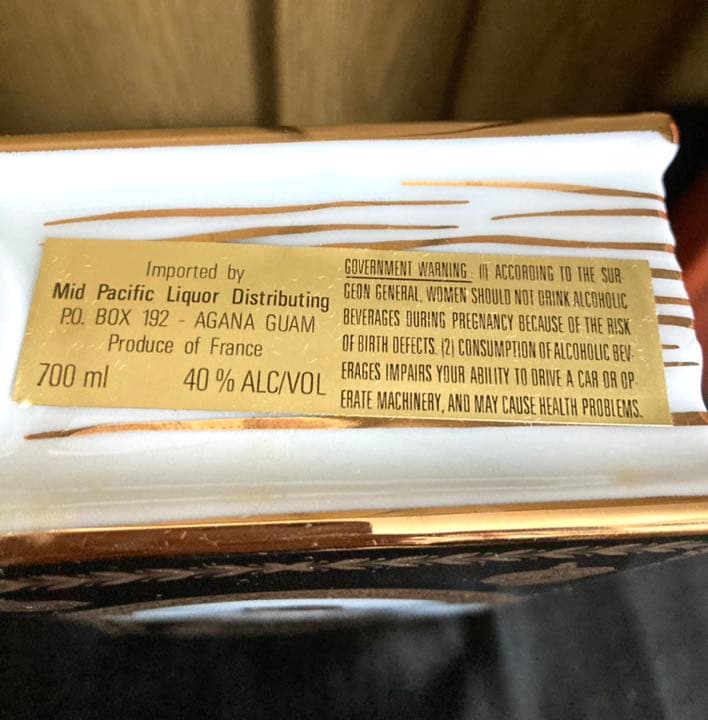 Imported by
Mid Pacific Liquor Distributing
P.O. BOX 192 - AGANA GUAM
Produce of France
700 ml 40 % ALC/VOL
GOVERNMENT WARNING : (1) ACCORDING TO THE SUR-
GEON GENERAL, WOMEN SHOULD NOT DRINK ALCOHOLIC
BEVERAGES DURING PREGNANCY BECAUSE OF THE RISK
OF BIRTH DEFECTS. (2) CONSUMPTION OF ALCOHOLIC BEV-
ERAGES IMPAIRS YOUR ABILITY TO DRIVE A CAR OR OP-
ERATE MACHINERY, AND MAY CAUSE HEALTH PROBLEMS.